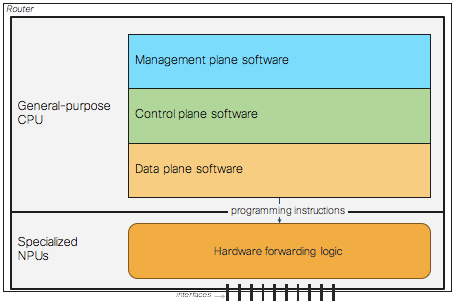 Router
Management plane software
General-purpose
CPU
Control plane software
Data plane software
programming instructions
Specialized
NPUs
Hardware forwarding logic
interfaces